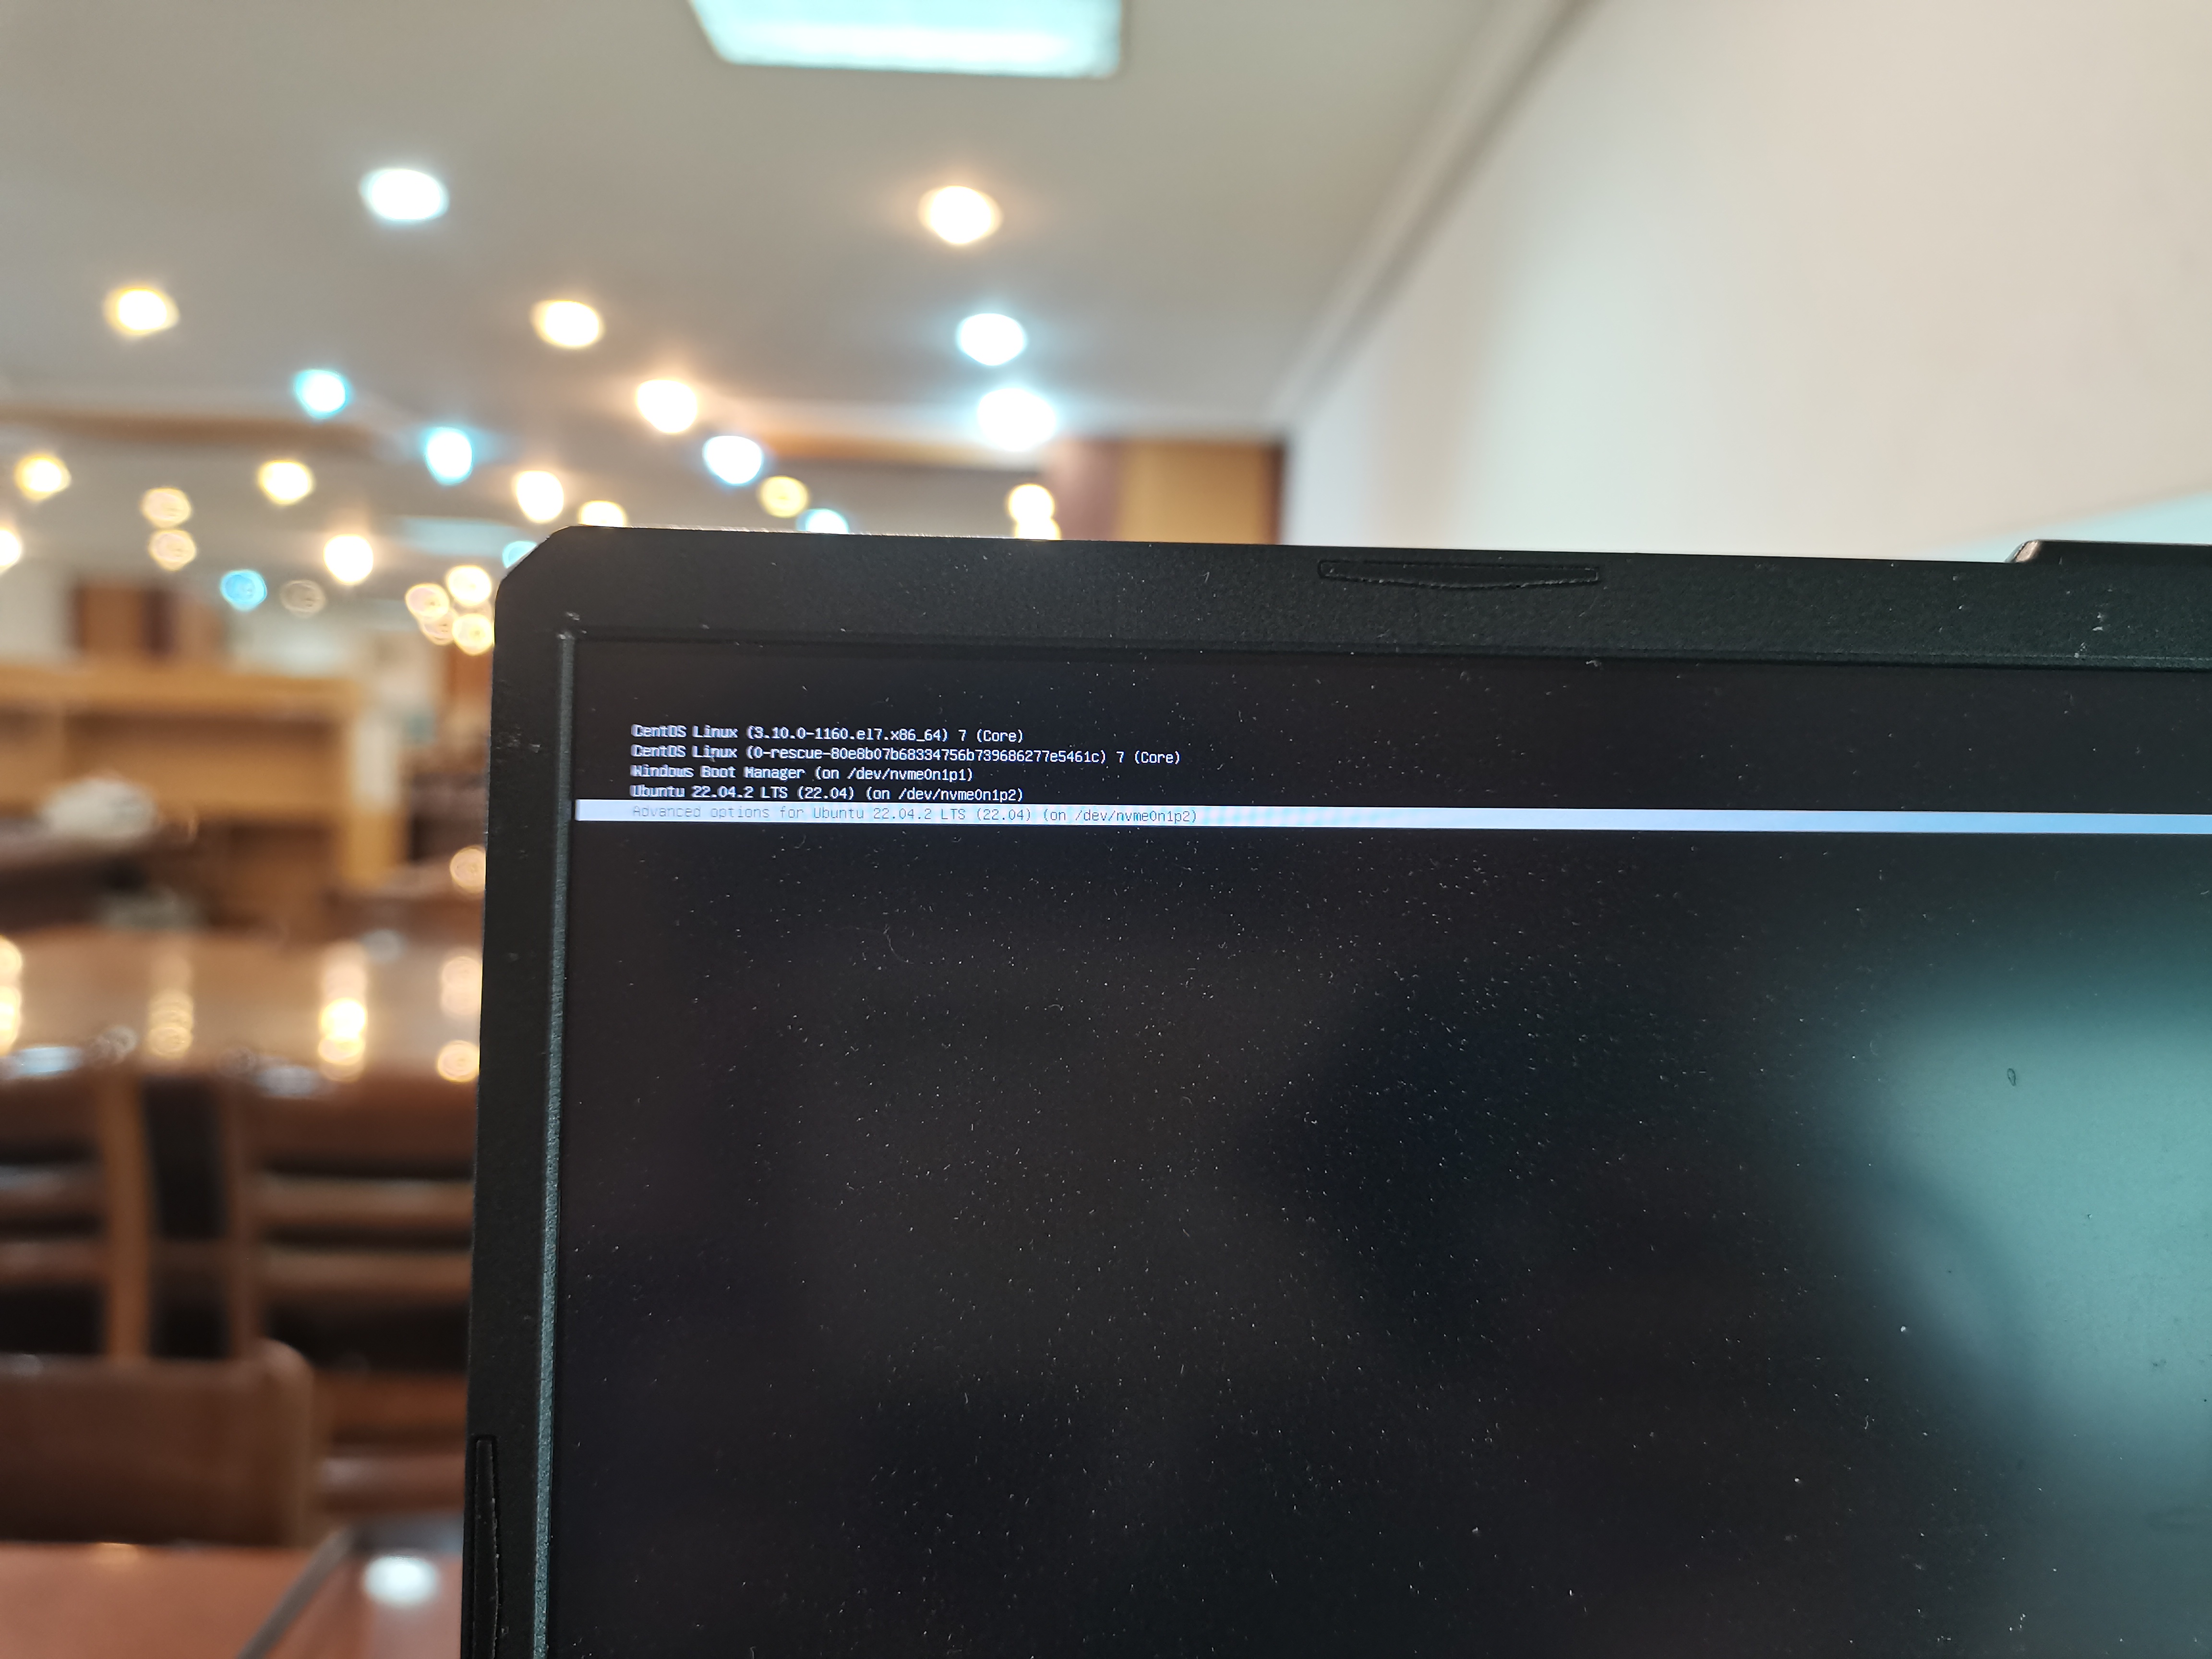 CentOS Linux (3.10.0-1160.el7.x86_64) 7 (Core)
CentOS Linux (0-rescue-80e8b07b68334756b739686277e5461c) 7 (Core)
Windows Boot Manager (on /dev/nvme0n1p1)
Ubuntu 22.04.2 LTS (22.04) (on /dev/nvme0n1p2)
Advanced options for Ubuntu 22.04.2 LTS (22.04) (on /dev/nvme0n1p2)